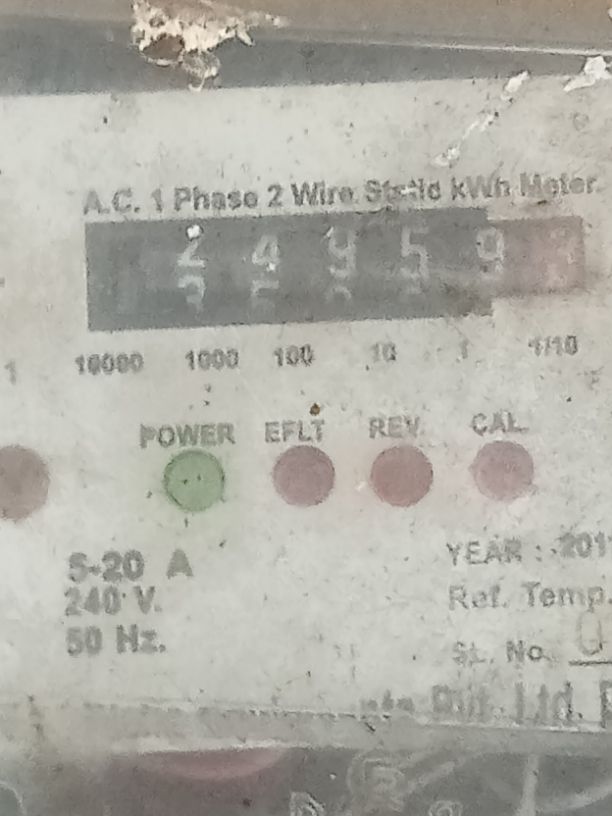 A.C. 1 Phase 2 Wire Static kWh Meter.
2 4 9 5 9
1 10000 1000 100 10 1 1/10
POWER EFLT REV. CAL.
5-20 A
240 V.
50 Hz.
YEAR : 201
Ref. Temp.
SL. No.
Ltd.